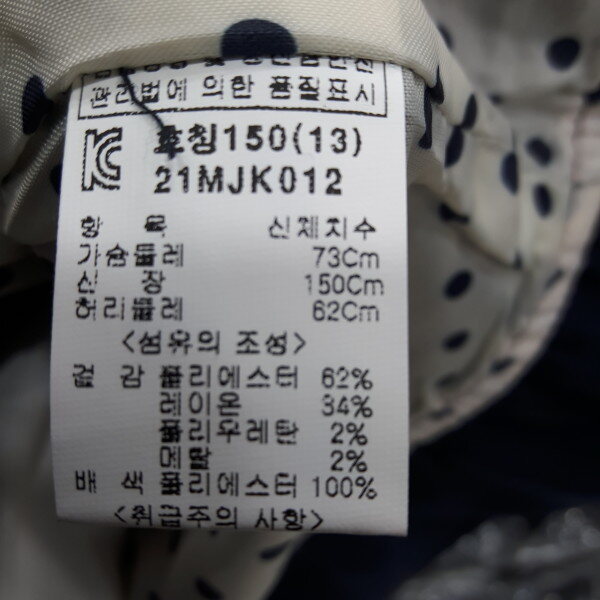 관리법에 의한 품질표시
호칭150(13)
21MJK012
항 목 신체치수
가슴둘레 73Cm
신 장 150Cm
허리둘레 62Cm
<섬유의 조성>
겉 감 폴리에스터 62%
레이온 34%
폴리우레탄 2%
메탈 2%
배 색 폴리에스터 100%
<취급주의 사항>